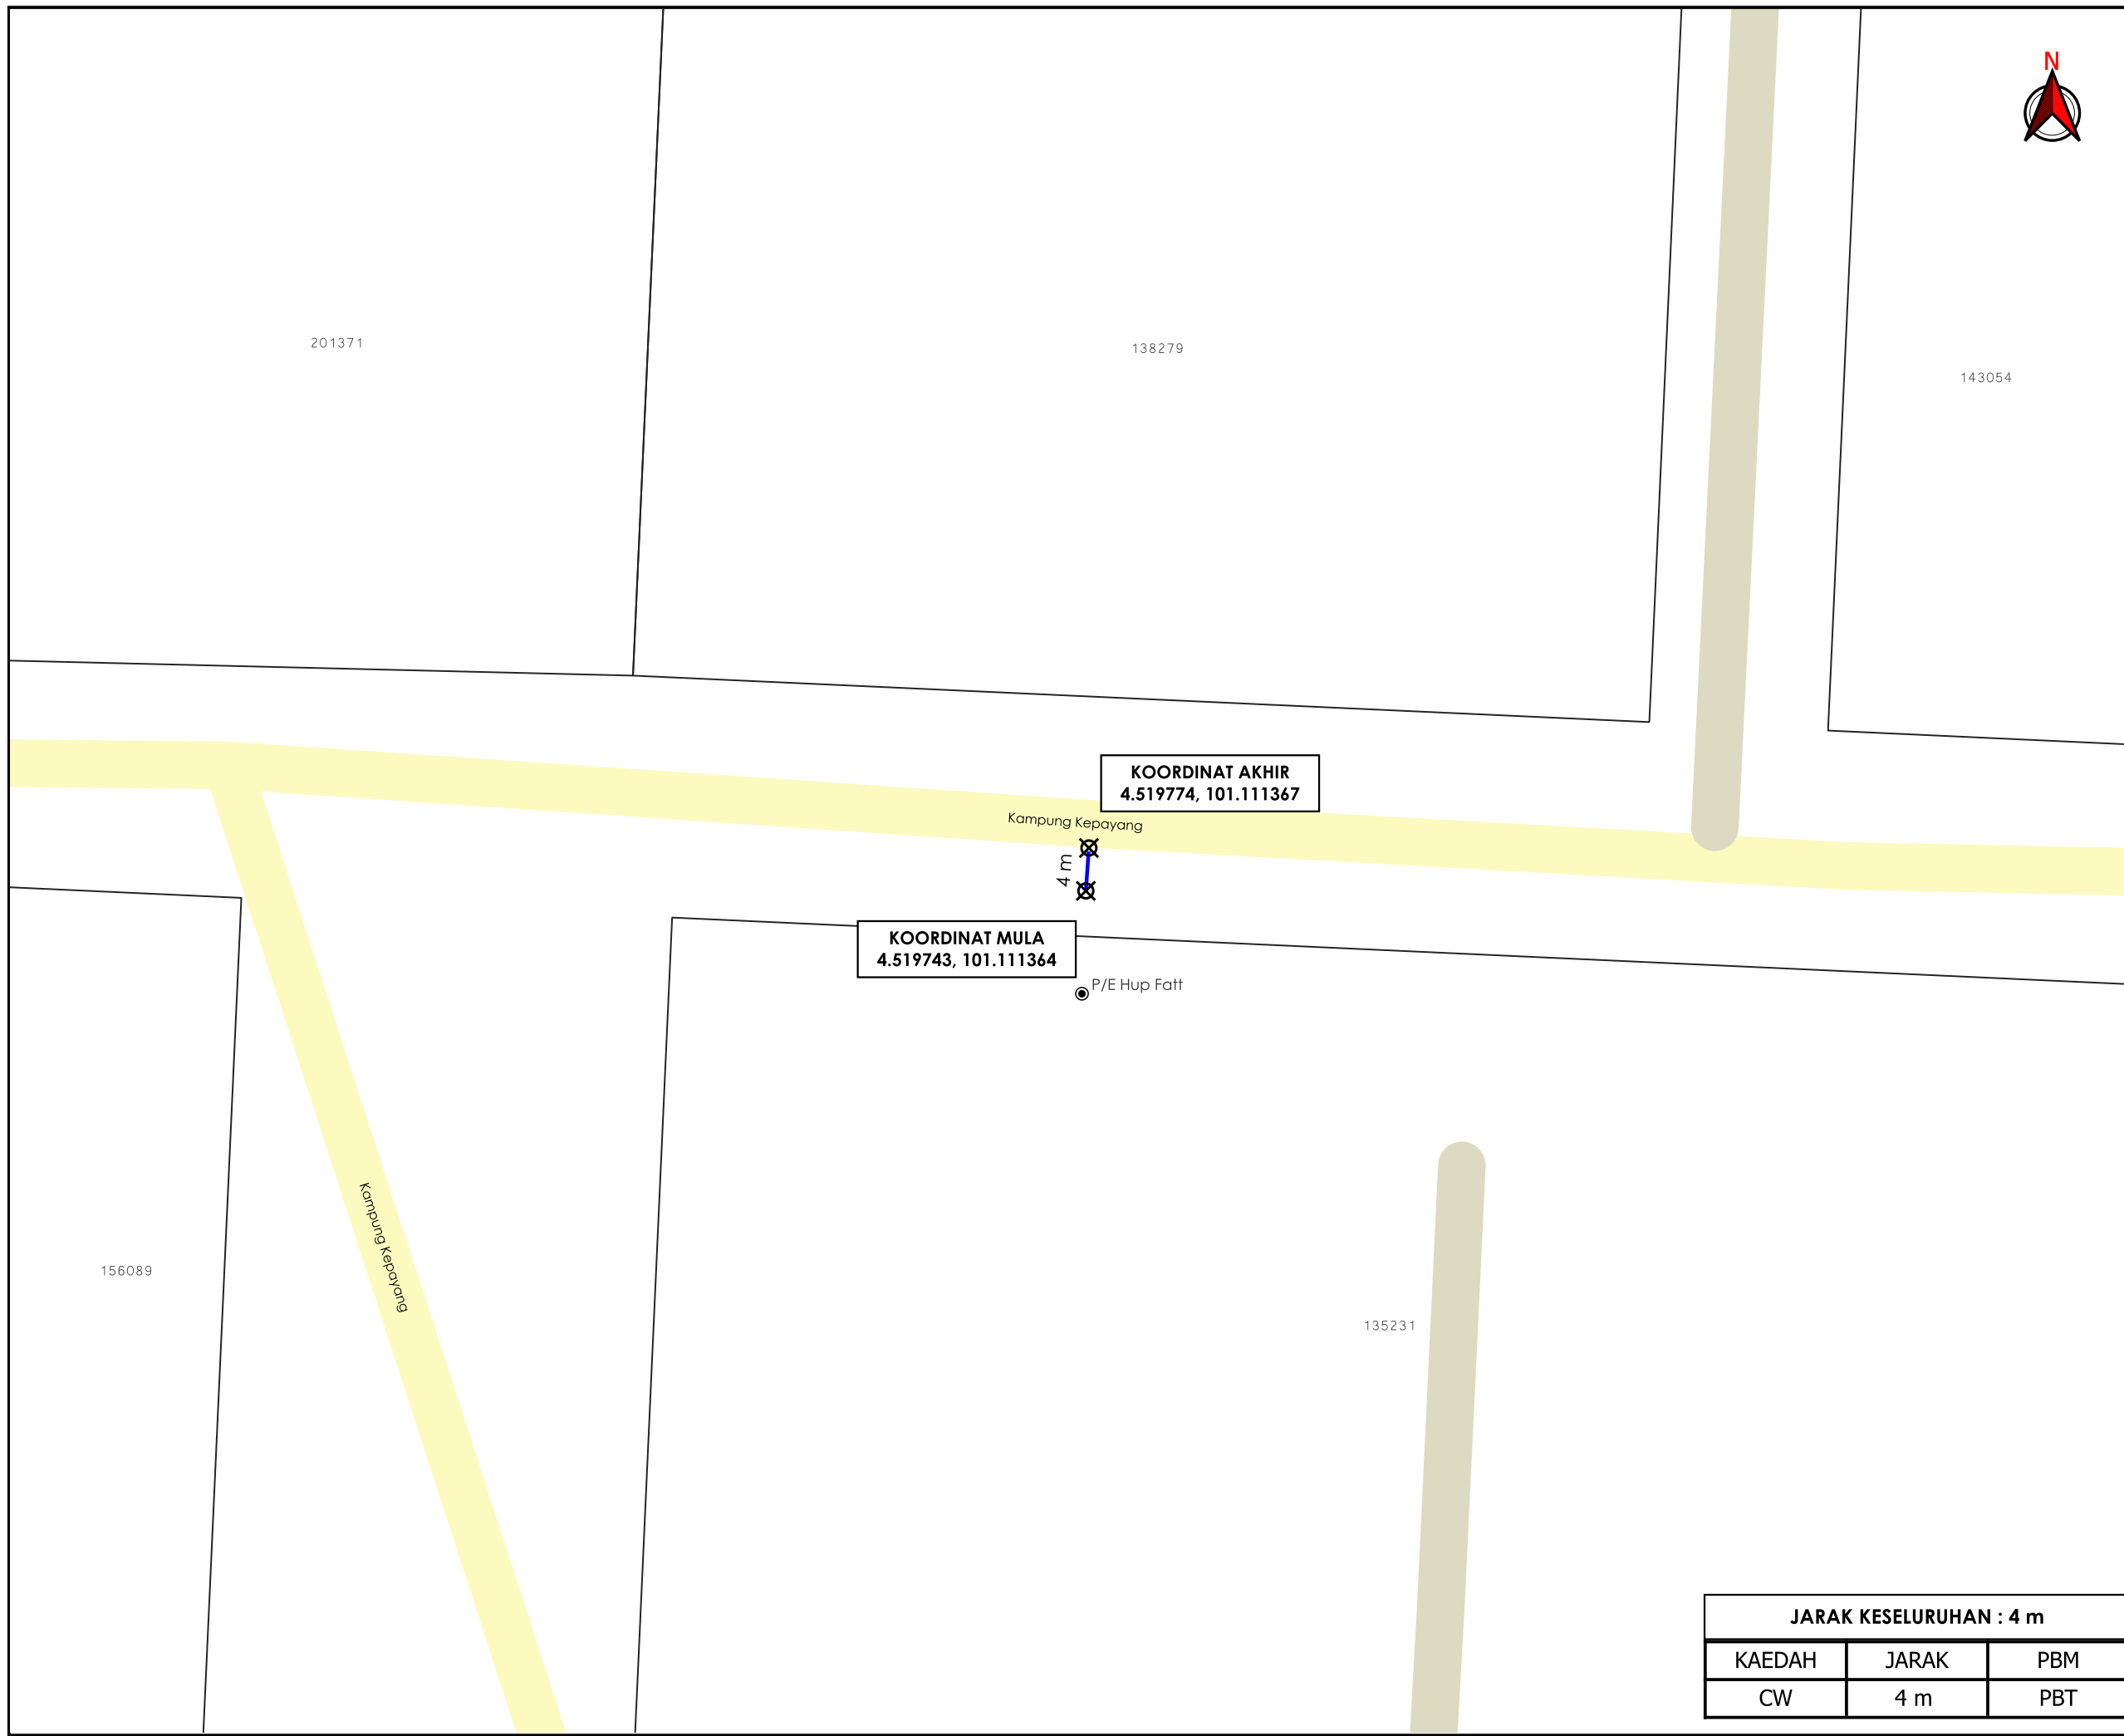 N
201371
138279
143054
KOORDINAT AKHIR
4.519774, 101.111367
Kampung Kepayang
4 m
KOORDINAT MULA
4.519743, 101.111364
P/E Hup Fatt
Kampung Kepayang
156089
135231
JARAK KESELURUHAN : 4 m
KAEDAH JARAK PBM
CW 4 m PBT